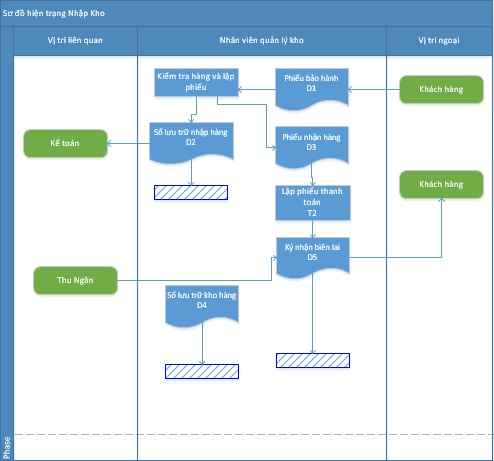 Sơ đồ hiện trạng Nhập Kho
Vị trí liên quan
Nhân viên quản lý kho
Vị trí ngoại
Kiểm tra hàng và lập
phiếu
Phiếu bảo hành
D1
Khách hàng
Kế toán
Sổ lưu trữ nhập hàng
D2
Phiếu nhận hàng
D3
Khách hàng
Lập phiếu thanh
toán
T2
Ký nhận biên lai
D5
Thu Ngân
Sổ lưu trữ kho hàng
D4
Phase